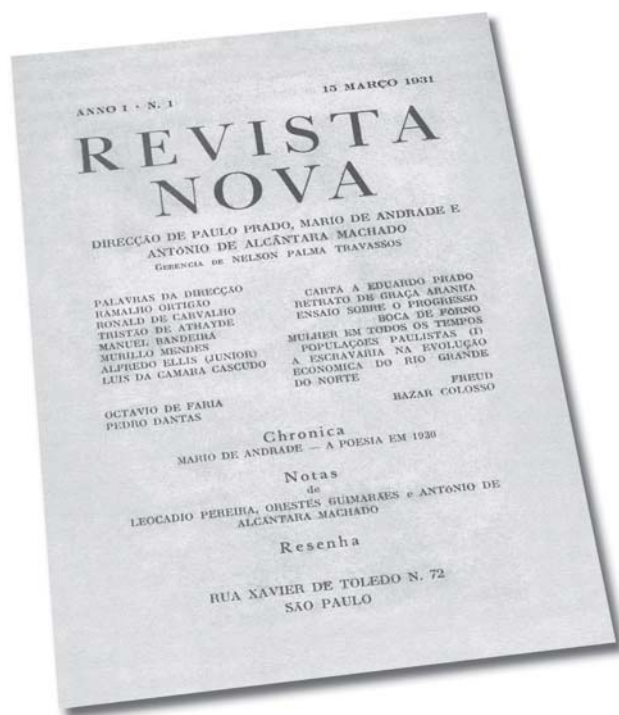 ANNO 1 - N. 1
15 MARÇO 1931
REVISTA
NOVA
DIRECÇÃO DE PAULO PRADO, MARIO DE ANDRADE E
ANTÓNIO DE ALCÂNTARA MACHADO
GERENCIA DE NELSON PALMA TRAVASSOS
PALAVRAS DA DIRECÇÃO
RAMALHO ORTIGÃO
RONALD DE CARVALHO
TRISTÃO DE ATHAYDE
MANUEL BANDEIRA
MURILLO MENDES
ALFREDO ELLIS (JUNIOR)
LUIS DA CAMARA CASCUDO
OCTAVIO DE FARIA
PEDRO DANTAS
CARTA A EDUARDO PRADO
RETRATO DE GRAÇA ARANHA
ENSAIO SOBRE O PROGRESSO
BOCA DE FORNO
MULHER EM TODOS OS TEMPOS
POPULAÇÕES PAULISTAS (I)
A ESCRAVARIA NA EVOLUÇÃO
ECONOMICA DO RIO GRANDE
DO NORTE
FREUD
BAZAR COLOSSO
Chronica
MARIO DE ANDRADE — A POESIA EM 1930
Notas
de
LEOCADIO PEREIRA, ORESTES GUIMARÃES e ANTÓNIO DE
ALCANTARA MACHADO
Resenha
RUA XAVIER DE TOLEDO N. 72
SÃO PAULO